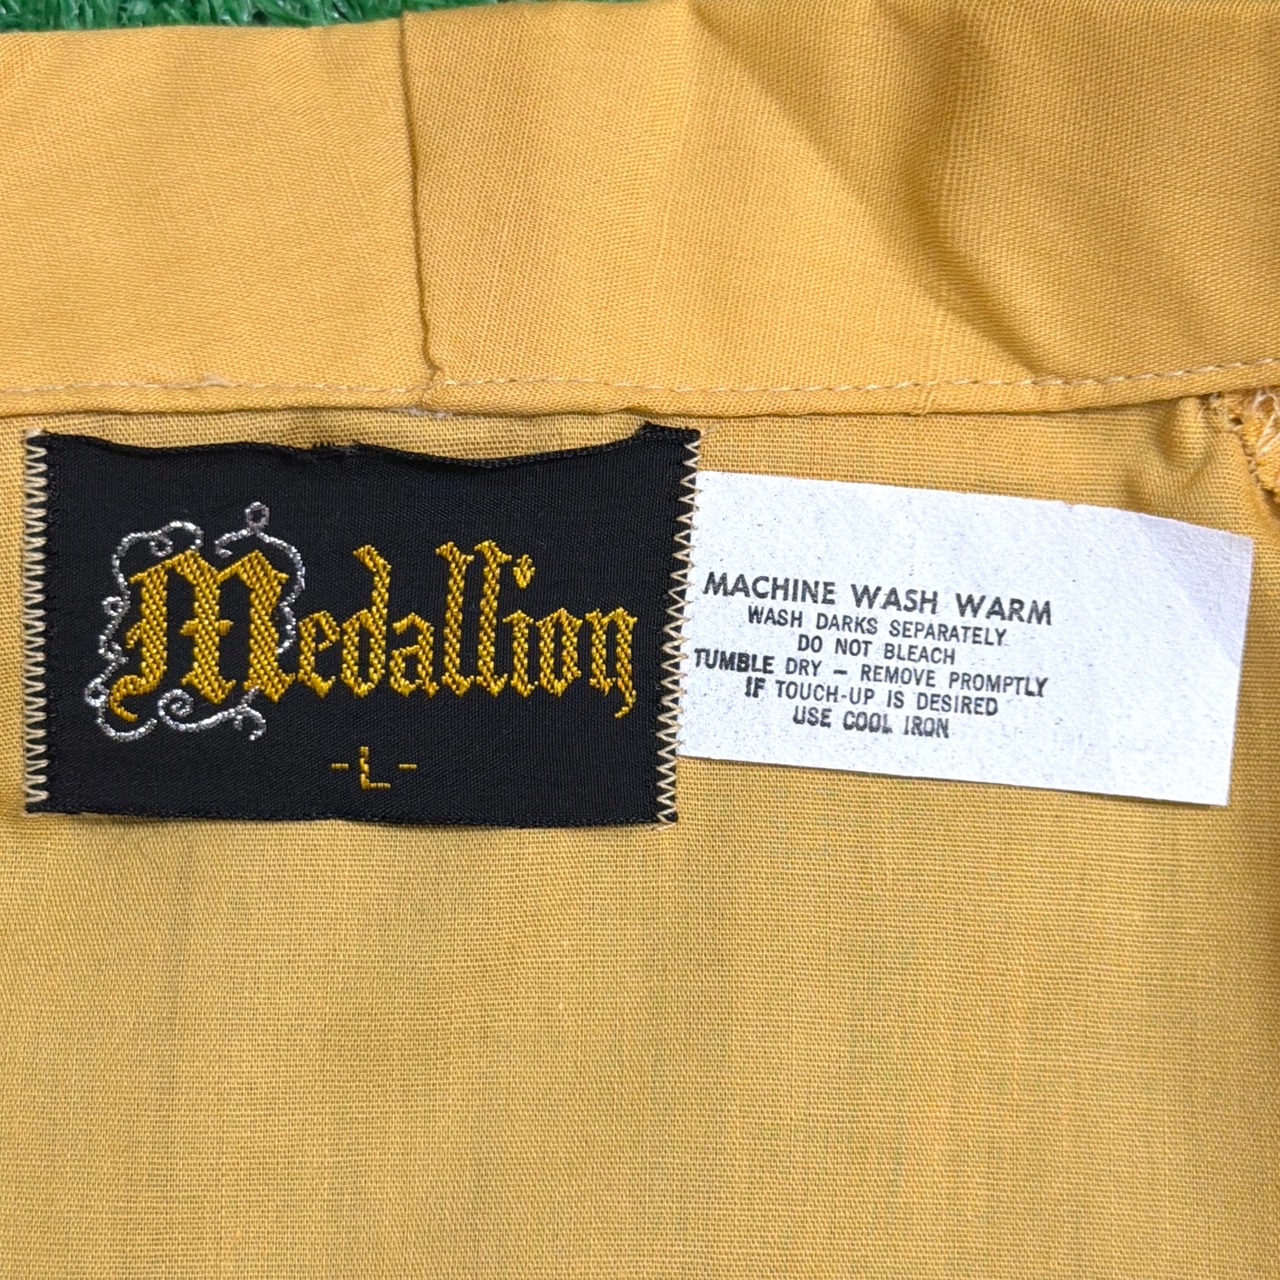 Medallion
-L-
MACHINE WASH WARM
WASH DARKS SEPARATELY
DO NOT BLEACH
TUMBLE DRY – REMOVE PROMPTLY
IF TOUCH-UP IS DESIRED
USE COOL IRON